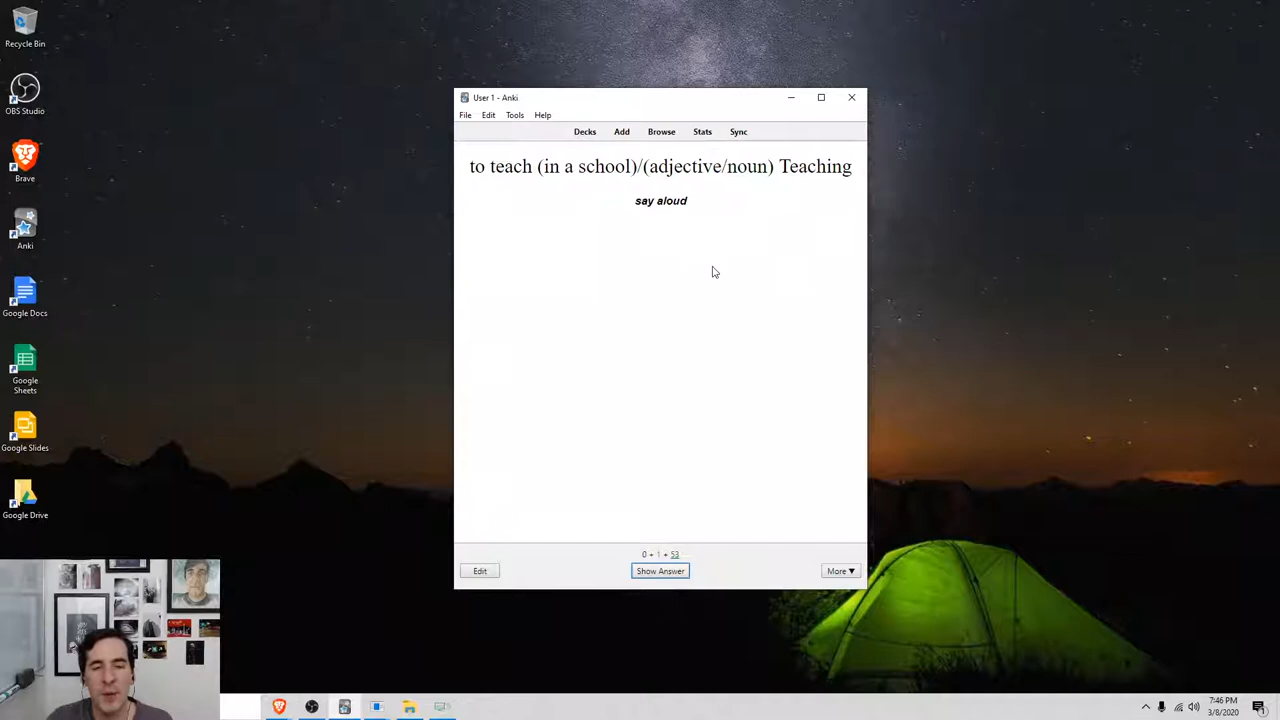 Recycle Bin
OBS Studio
Brave
Anki
Google Docs
Google
Sheets
Google Slides
Google Drive
User 1 - Anki
File Edit Tools Help
Decks Add Browse Stats Sync
to teach (in a school)/(adjective/noun) Teaching
say aloud
0 + 1 + 53
Edit
Show Answer
More ▼
7:46 PM
3/8/2020